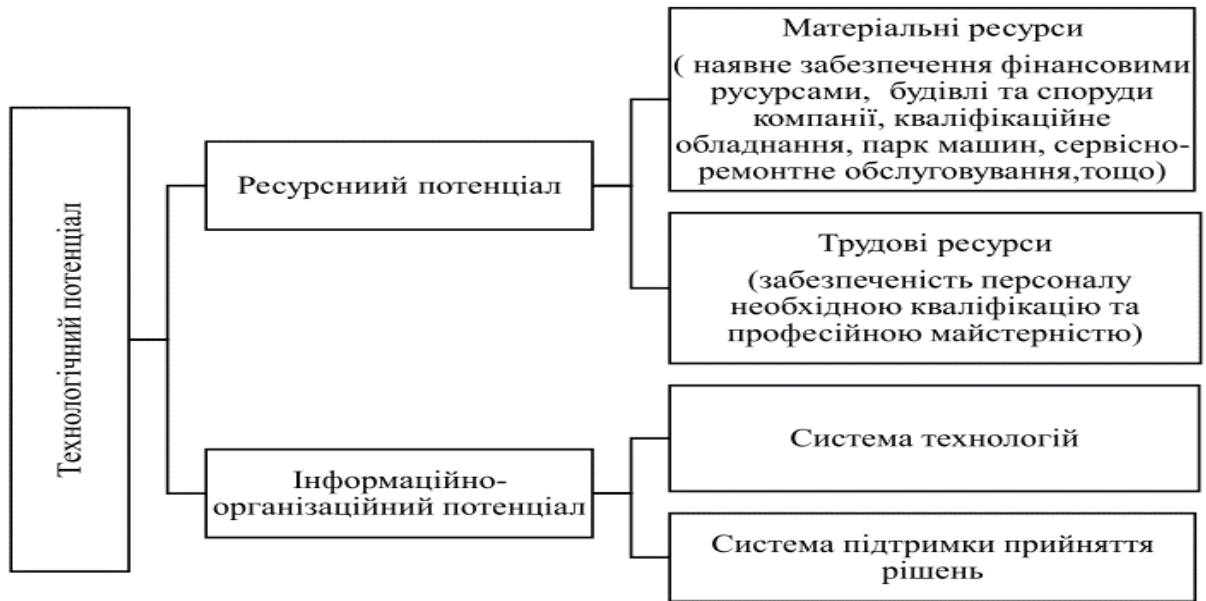 Технологічний потенціал
Ресурсниий потенціал
Матеріальні ресурси
( наявне забезпечення фінансовими
русурсами, будівлі та споруди
компанії, кваліфікаційне
обладнання, парк машин, сервісно-
ремонтне обслуговування,тощо)
Трудові ресурси
(забезпеченість персоналу
необхідною кваліфікацію та
професійною майстерністю)
Інформаційно-
організаційний потенціал
Система технологій
Система підтримки прийняття
рішень